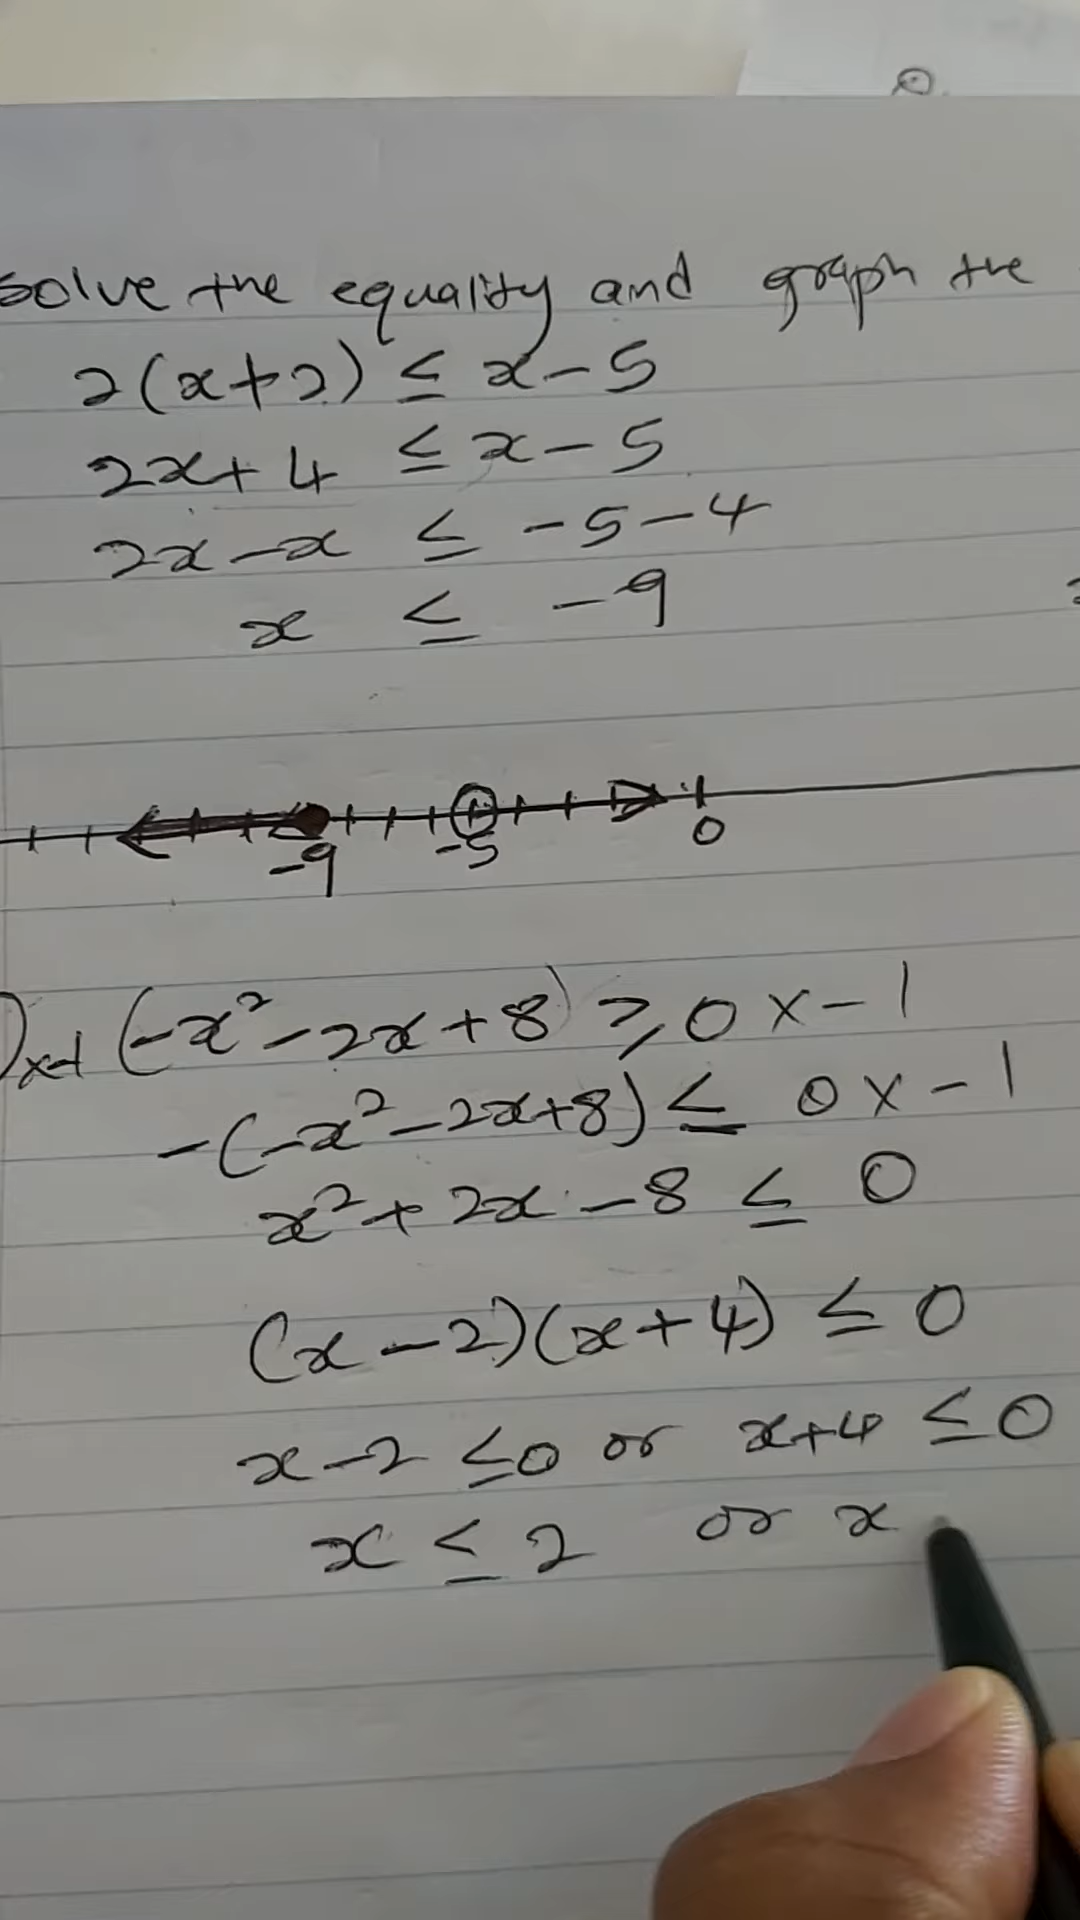 Solve the equality and graph the
2(x+2) ≤ x-5
2x+4 ≤ x-5
2x-x ≤ -5-4
x ≤ -9
-9 -5 0
)x-1 (-x²-2x+8) ≥ 0 x -1
-(-x²-2x+8) ≤ 0 x -1
x²+2x-8 ≤ 0
(x-2)(x+4) ≤ 0
x-2 ≤0 or x+4 ≤0
x ≤ 2 or x